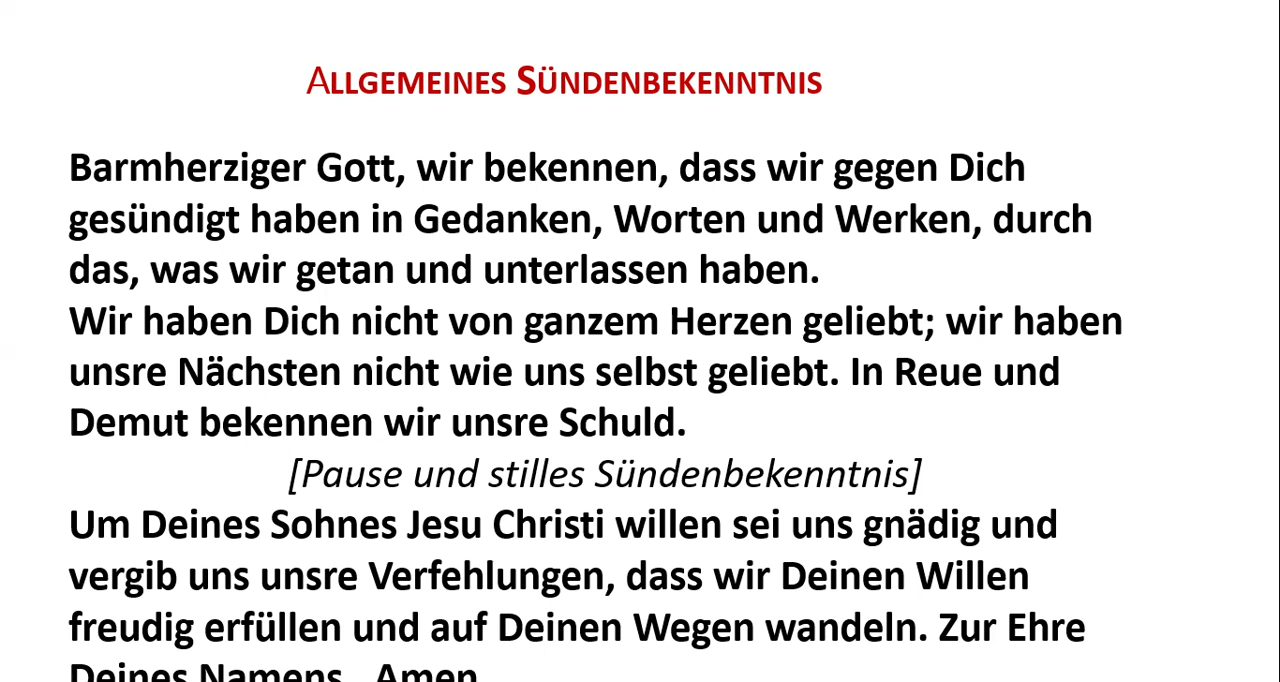 ALLGEMEINES SÜNDENBEKENNTNIS
Barmherziger Gott, wir bekennen, dass wir gegen Dich
gesündigt haben in Gedanken, Worten und Werken, durch
das, was wir getan und unterlassen haben.
Wir haben Dich nicht von ganzem Herzen geliebt; wir haben
unsre Nächsten nicht wie uns selbst geliebt. In Reue und
Demut bekennen wir unsre Schuld.
[Pause und stilles Sündenbekenntnis]
Um Deines Sohnes Jesu Christi willen sei uns gnädig und
vergib uns unsre Verfehlungen, dass wir Deinen Willen
freudig erfüllen und auf Deinen Wegen wandeln. Zur Ehre
Deines Namens. Amen